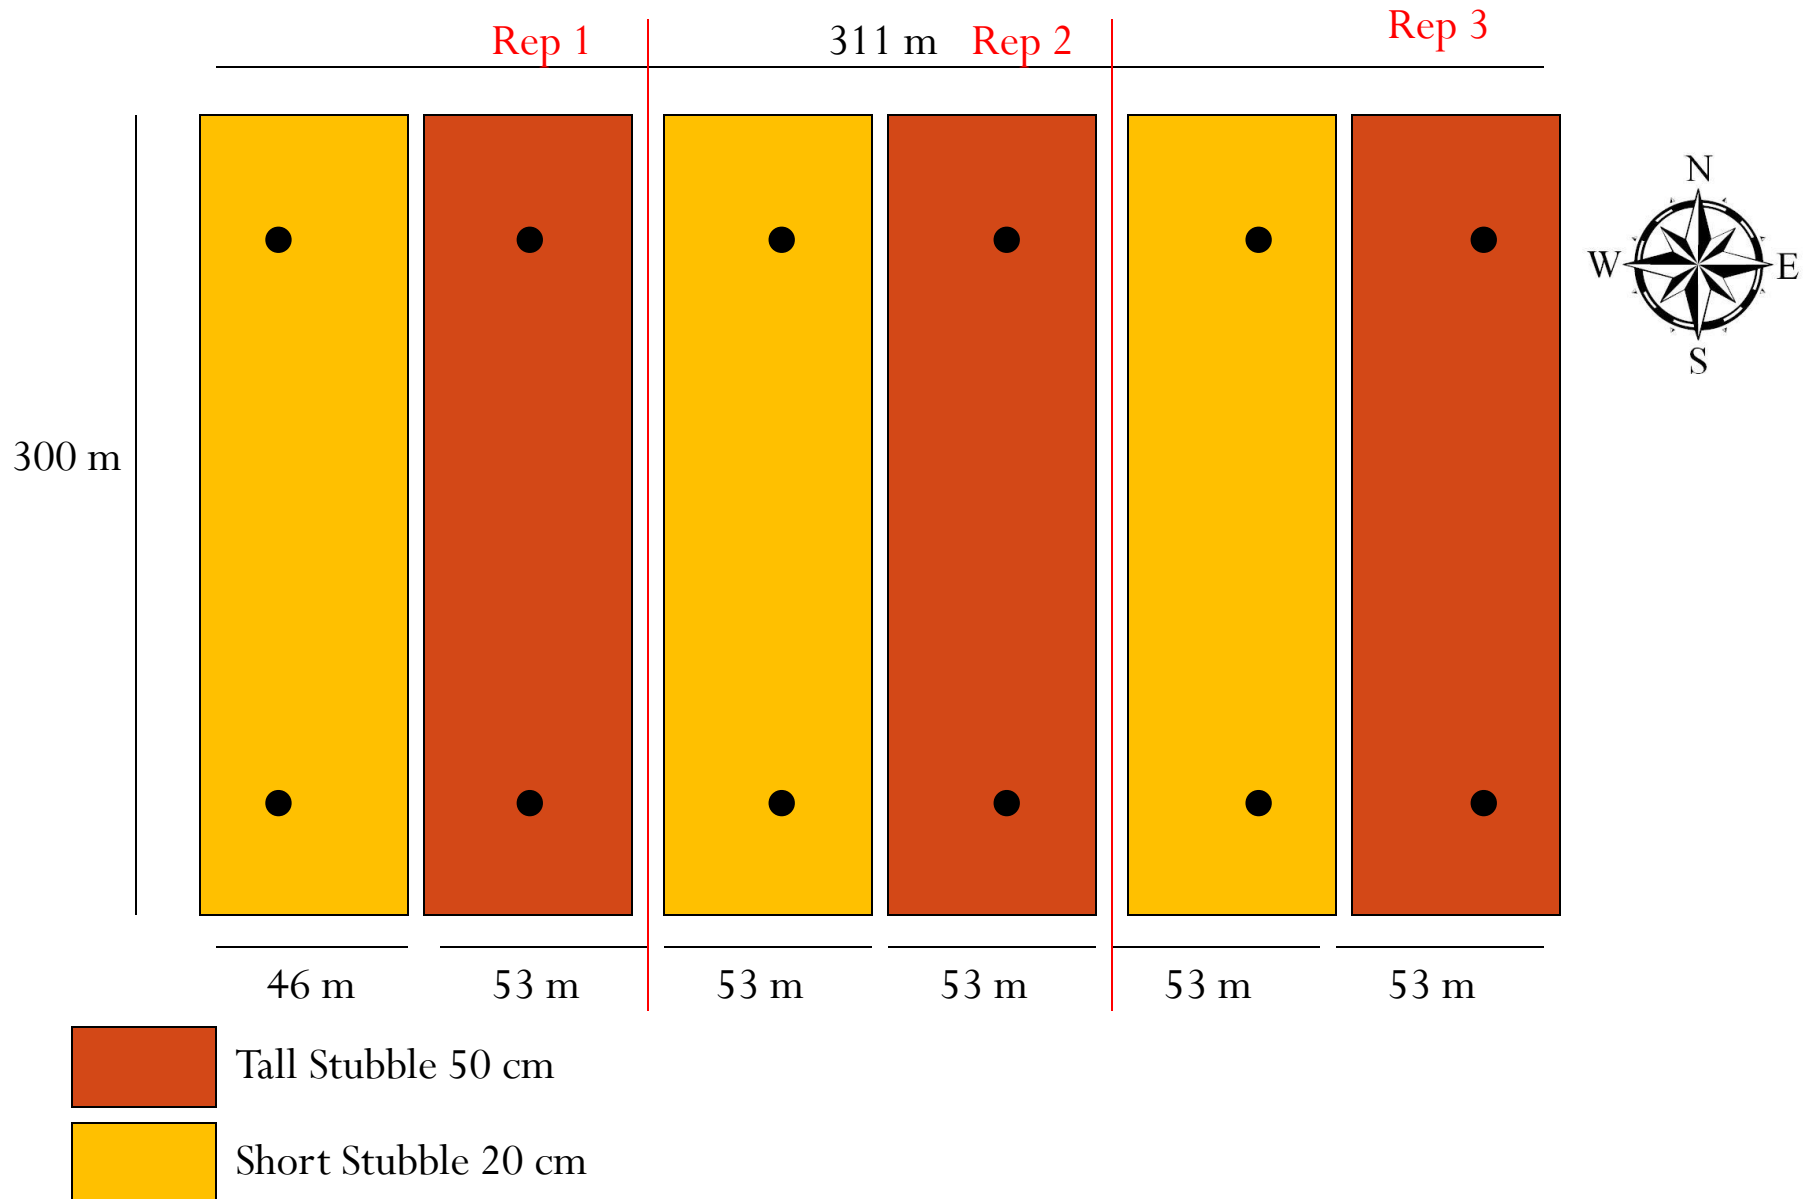 Rep 1
311 m
Rep 2
Rep 3
N
W
E
S
300 m
46 m
53 m
53 m
53 m
53 m
53 m
Tall Stubble 50 cm
Short Stubble 20 cm